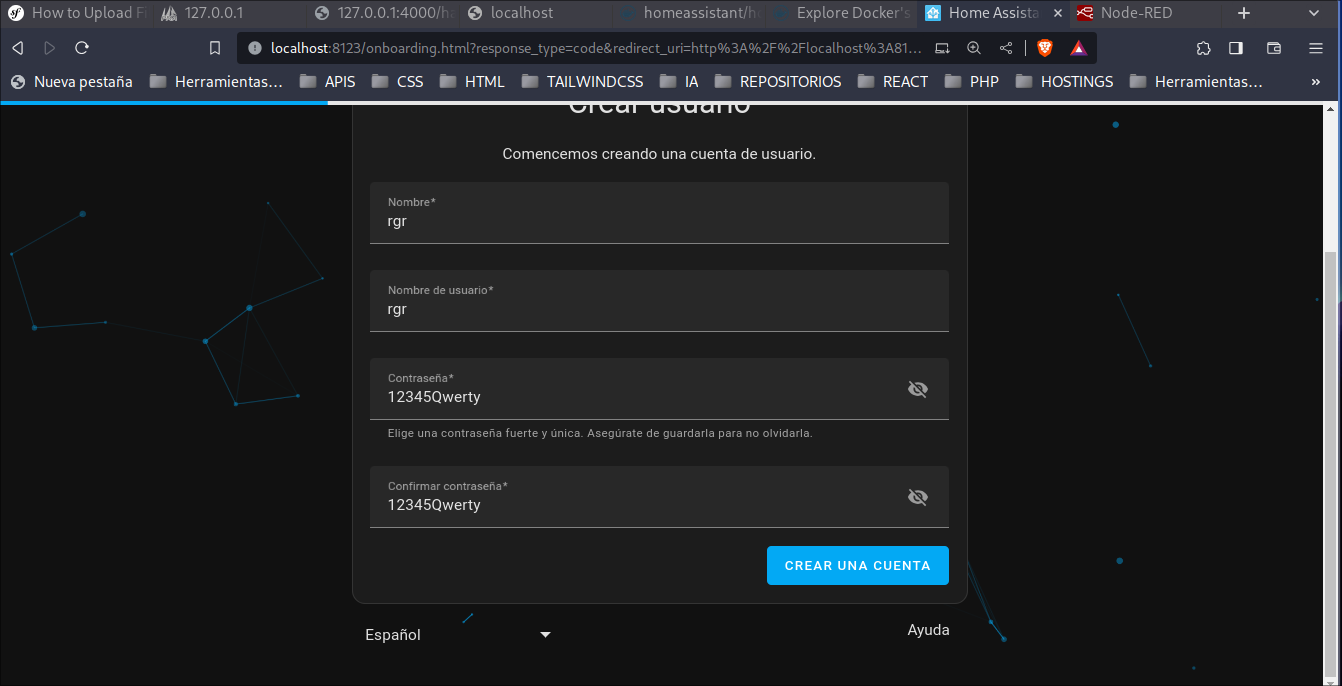 How to Upload Fi
127.0.0.1
127.0.0.1:4000/ha
localhost
homeassistant/ho
Explore Docker's
Home Assista
Node-RED
localhost:8123/onboarding.html?response_type=code&redirect_uri=http%3A%2F%2Flocalhost%3A81...
Nueva pestaña
Herramientas...
APIS
CSS
HTML
TAILWINDCSS
IA
REPOSITORIOS
REACT
PHP
HOSTINGS
Herramientas...
»
Crear usuario
Comencemos creando una cuenta de usuario.
Nombre*
rgr
Nombre de usuario*
rgr
Contraseña*
12345Qwerty
Elige una contraseña fuerte y única. Asegúrate de guardarla para no olvidarla.
Confirmar contraseña*
12345Qwerty
CREAR UNA CUENTA
Español
Ayuda